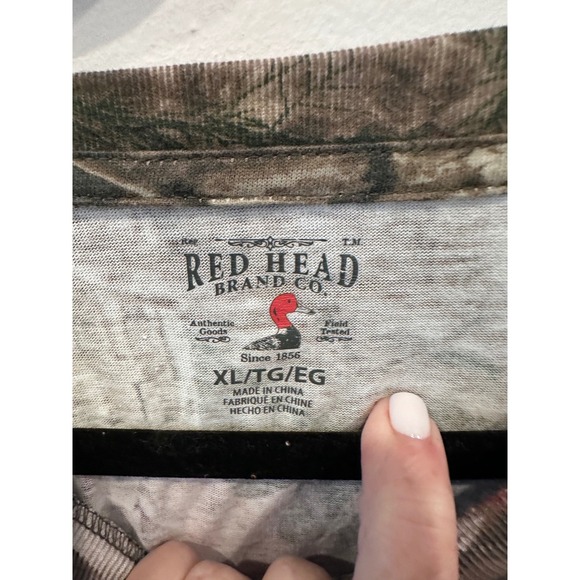 T.M
RED HEAD
BRAND CO.
Authentic Goods
Field Tested
Since 1856
XL/TG/EG
MADE IN CHINA
FABRIQUÉ EN CHINE
HECHO EN CHINA